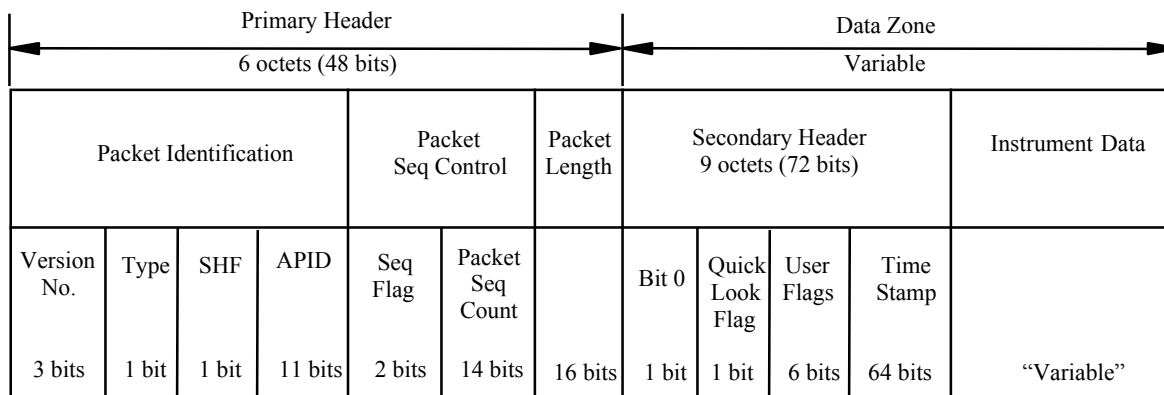 Primary Header
Data Zone
6 octets (48 bits)
Variable
Packet Identification
Packet
Seq Control
Packet
Length
Secondary Header
9 octets (72 bits)
Instrument Data
Version
No.
Type
SHF
APID
Seq
Flag
Packet
Seq
Count
Bit 0
Quick
Look
Flag
User
Flags
Time
Stamp
3 bits
1 bit
1 bit
11 bits
2 bits
14 bits
16 bits
1 bit
1 bit
6 bits
64 bits
“Variable”